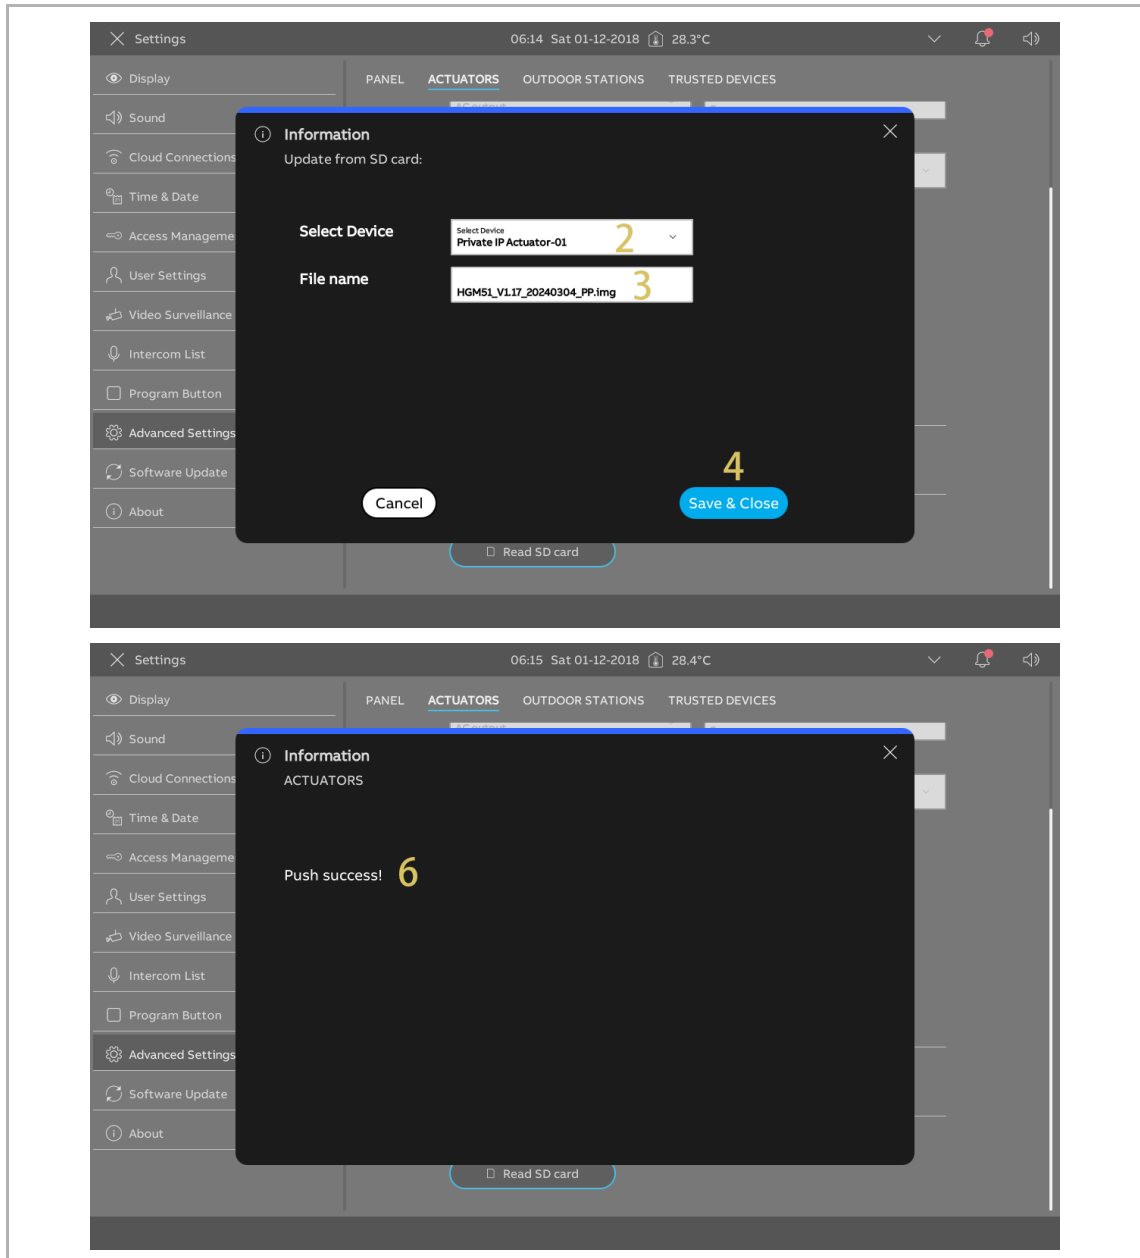 Settings 06:14 Sat 01-12-2018 28.3°C
Display
PANEL ACTUATORS OUTDOOR STATIONS TRUSTED DEVICES
Sound
Information
Update from SD card:
Cloud Connections
Time & Date
Access Manageme
Select Device
Select Device
Private IP Actuator-01
2
User Settings
File name
HGM51_V1.17_20240304_PP.img
3
Video Surveillance
Intercom List
Program Button
Advanced Settings
4
Software Update
Cancel
Save & Close
About
Read SD card
Settings 06:15 Sat 01-12-2018 28.4°C
Display
PANEL ACTUATORS OUTDOOR STATIONS TRUSTED DEVICES
Sound
Information
ACTUATORS
Cloud Connections
Time & Date
Access Manageme
Push success! 6
User Settings
Video Surveillance
Intercom List
Program Button
Advanced Settings
Software Update
About
Read SD card